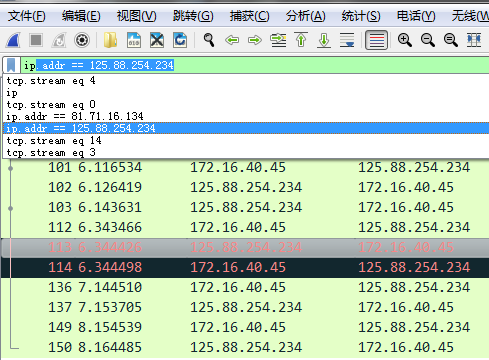 文件(F) 编辑(E) 视图(V) 跳转(G) 捕获(C) 分析(A) 统计(S) 电话(Y) 无线(W
ip.addr == 125.88.254.234
tcp.stream eq 4
ip
tcp.stream eq 0
ip.addr == 81.71.16.134
ip.addr == 125.88.254.234
tcp.stream eq 14
tcp.stream eq 3
101 6.116534 172.16.40.45 125.88.254.234
102 6.126419 125.88.254.234 172.16.40.45
103 6.143631 172.16.40.45 125.88.254.234
112 6.343466 172.16.40.45 125.88.254.234
113 6.344426 125.88.254.234 172.16.40.45
114 6.344498 172.16.40.45 125.88.254.234
136 7.144510 172.16.40.45 125.88.254.234
137 7.153705 125.88.254.234 172.16.40.45
149 8.154539 172.16.40.45 125.88.254.234
150 8.164485 125.88.254.234 172.16.40.45